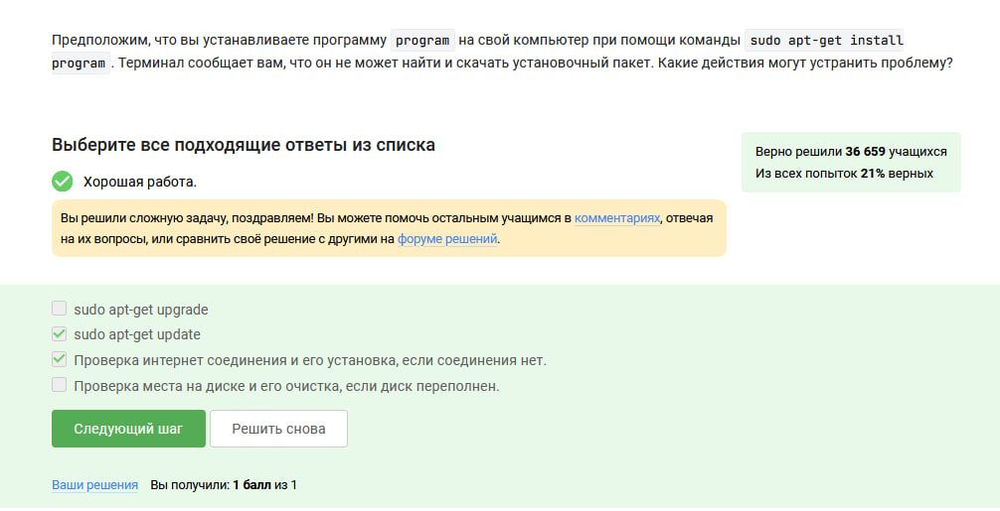 Предположим, что вы устанавливаете программу program на свой компьютер при помощи команды sudo apt-get install
program. Терминал сообщает вам, что он не может найти и скачать установочный пакет. Какие действия могут устранить проблему?
Выберите все подходящие ответы из списка
Верно решили 36 659 учащихся
Из всех попыток 21% верных
Хорошая работа.
Вы решили сложную задачу, поздравляем! Вы можете помочь остальным учащимся в комментариях, отвечая
на их вопросы, или сравнить своё решение с другими на форуме решений.
sudo apt-get upgrade
sudo apt-get update
Проверка интернет соединения и его установка, если соединения нет.
Проверка места на диске и его очистка, если диск переполнен.
Следующий шаг
Решить снова
Ваши решения Вы получили: 1 балл из 1